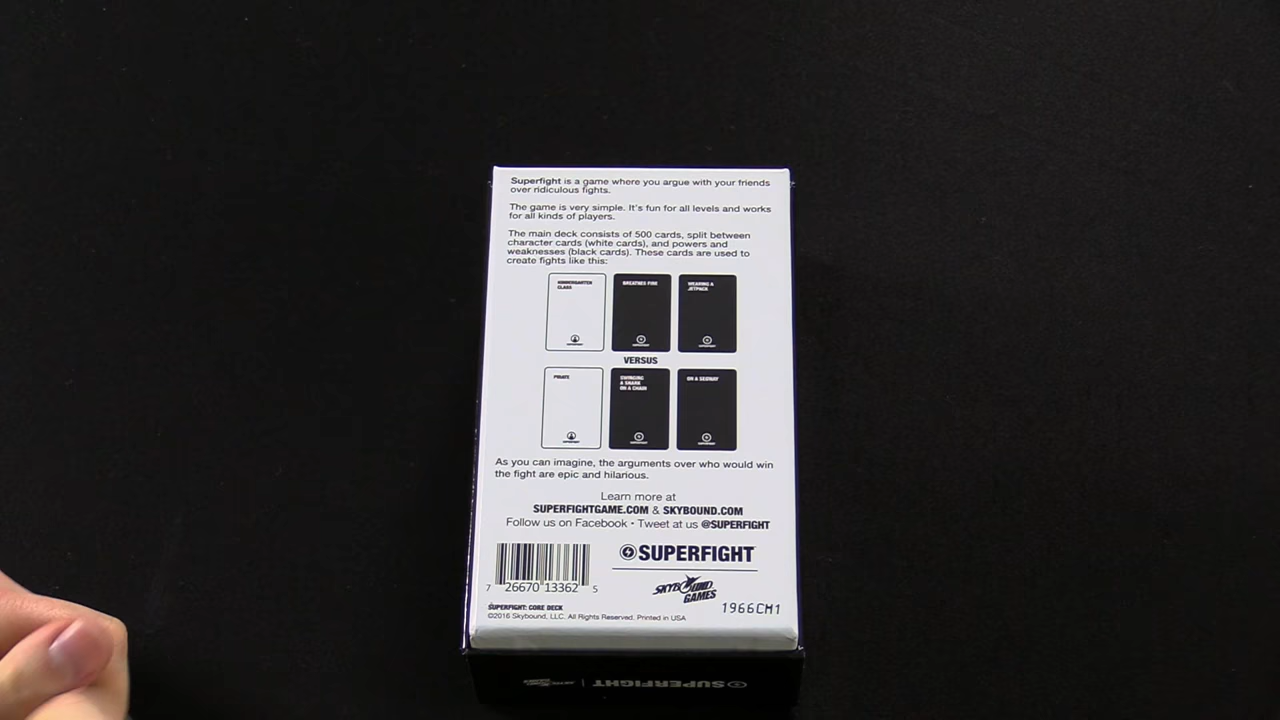 Superfight is a game where you argue with your friends
over ridiculous fights.
The game is very simple. It's fun for all levels and works
for all kinds of players.
The main deck consists of 500 cards, split between
character cards (white cards), and powers and
weaknesses (black cards). These cards are used to
create fights like this:
KINDERGARTEN
CLASS
SUPERFIGHT
BREATHES FIRE
SUPERFIGHT
WEARING A
JETPACK
SUPERFIGHT
VERSUS
PIRATE
SUPERFIGHT
SWINGING
A SHARK
ON A CHAIN
SUPERFIGHT
ON A SEGWAY
SUPERFIGHT
As you can imagine, the arguments over who would win
the fight are epic and hilarious.
Learn more at
SUPERFIGHTGAME.COM & SKYBOUND.COM
Follow us on Facebook • Tweet at us @SUPERFIGHT
7 26670 13362 5
SUPERFIGHT
SKYBOUND
GAMES
SUPERFIGHT: CORE DECK
©2016 Skybound, LLC. All Rights Reserved. Printed in USA
1966CM1
SUPERFIGHT